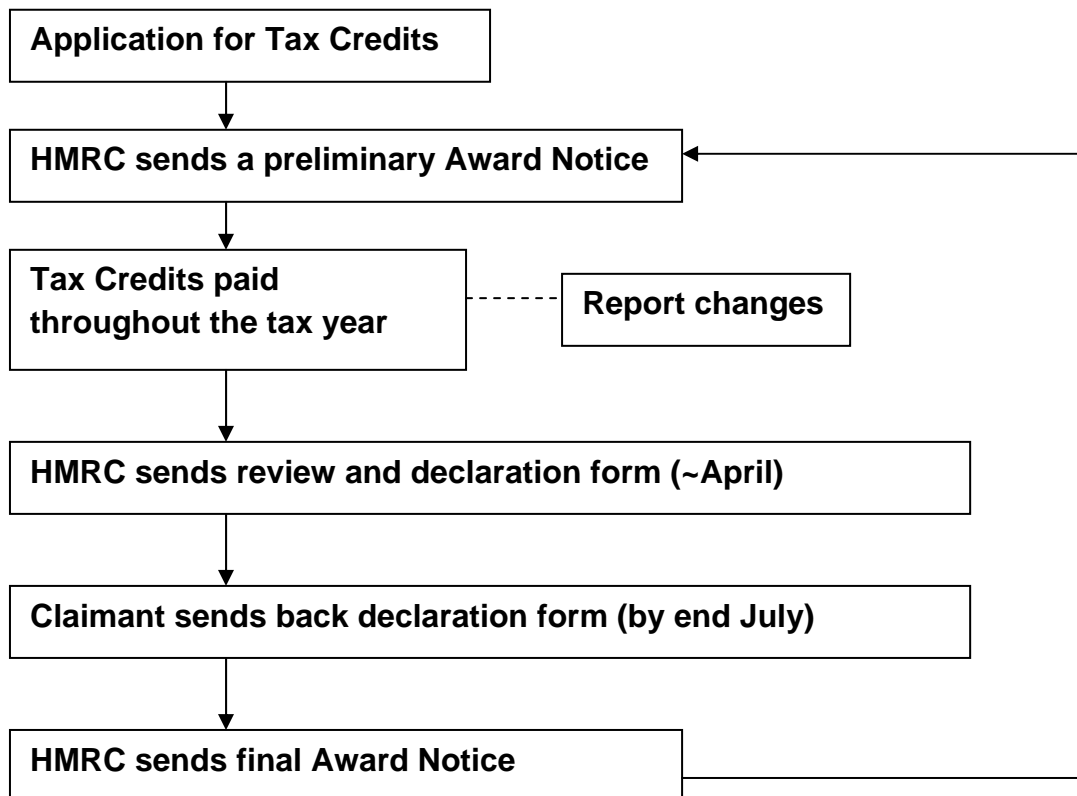 Application for Tax Credits
HMRC sends a preliminary Award Notice
Tax Credits paid
throughout the tax year
Report changes
HMRC sends review and declaration form (~April)
Claimant sends back declaration form (by end July)
HMRC sends final Award Notice